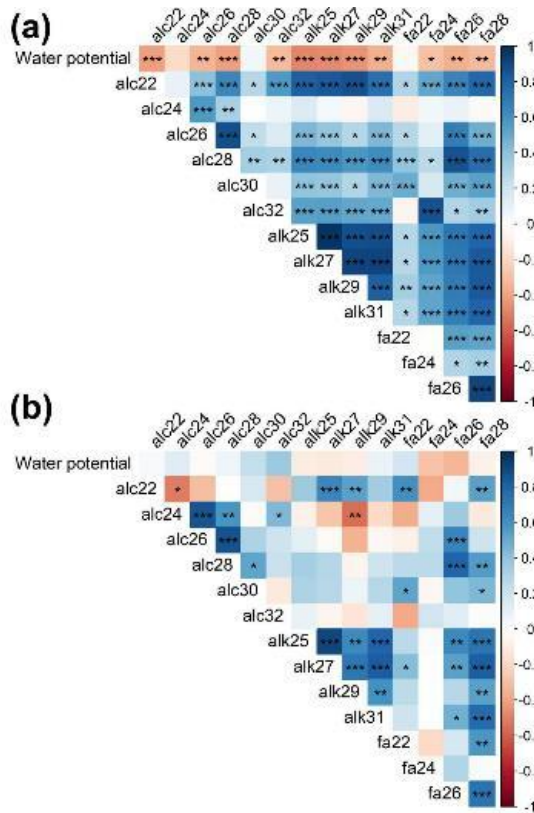 (a)
alc22 alc24 alc26 alc28 alc30 alc32 alk25 alk27 alk29 alk31 fa22 fa24 fa26 fa28
Water potential *** ** ** ** *** *** *** ** * ** **
alc22 *** *** * *** *** *** *** *** * *** *** ***
alc24 *** **
alc26 *** * *** *** * *** * *** ***
alc28 ** ** *** *** *** *** *** * *** ***
alc30 *** *** * *** *** *** ***
alc32 *** *** *** *** *** * **
alk25 *** *** *** * *** *** ***
alk27 *** *** * *** *** ***
alk29 *** ** *** *** ***
alk31 * *** *** ***
fa22 *** ***
fa24 * **
fa26 ***
1
0.8
0.6
0.4
0.2
0
-1
(b)
alc22 alc24 alc26 alc28 alc30 alc32 alk25 alk27 alk29 alk31 fa22 fa24 fa26 fa28
Water potential
alc22 * *** ** ** **
alc24 *** ** * **
alc26 *** ***
alc28 * *** **
alc30 * *
alc32
alk25 *** ** *** ** ***
alk27 *** *** * ** ***
alk29 ** **
alk31 * ***
fa22 **
fa24
fa26 ***
1
0.8
0.6
0.4
0.2
0
-1